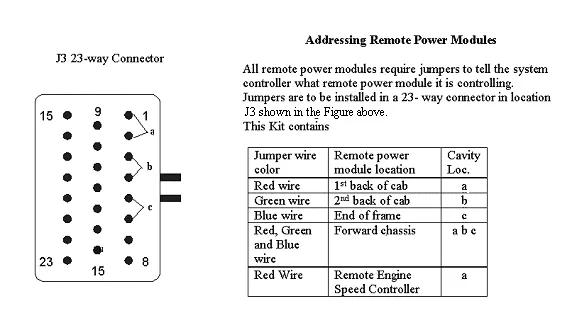 Addressing Remote Power Modules
J3 23-way Connector
All remote power modules require jumpers to tell the system
controller what remote power module it is controlling.
Jumpers are to be installed in a 23- way connector in location
J3 shown in the Figure above.
This Kit contains
15 9 1
a
b
c
23 15 8
Jumper wire color Remote power module location Cavity Loc.
Red wire 1st back of cab a
Green wire 2nd back of cab b
Blue wire End of frame c
Red, Green and Blue wire Forward chassis a b c
Red Wire Remote Engine Speed Controller a